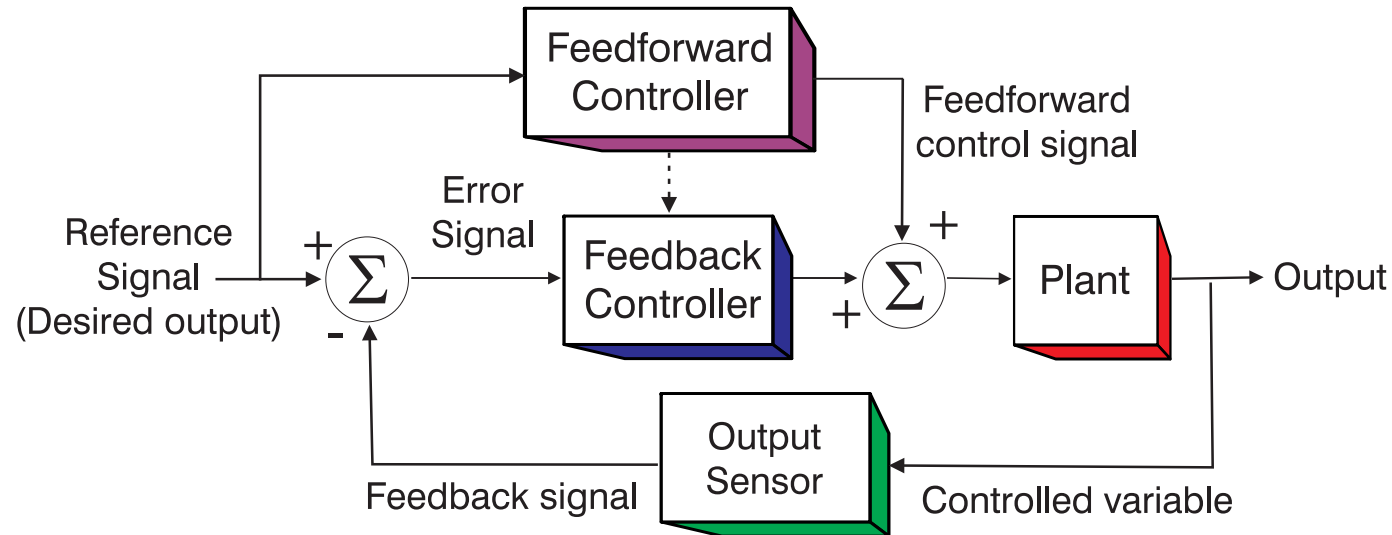 Feedforward
Controller
Feedforward
control signal
Error
Signal
Reference
Signal
(Desired output)
+
-
Σ
Feedback
Controller
+
+
Σ
Plant
Output
Output
Sensor
Feedback signal
Controlled variable